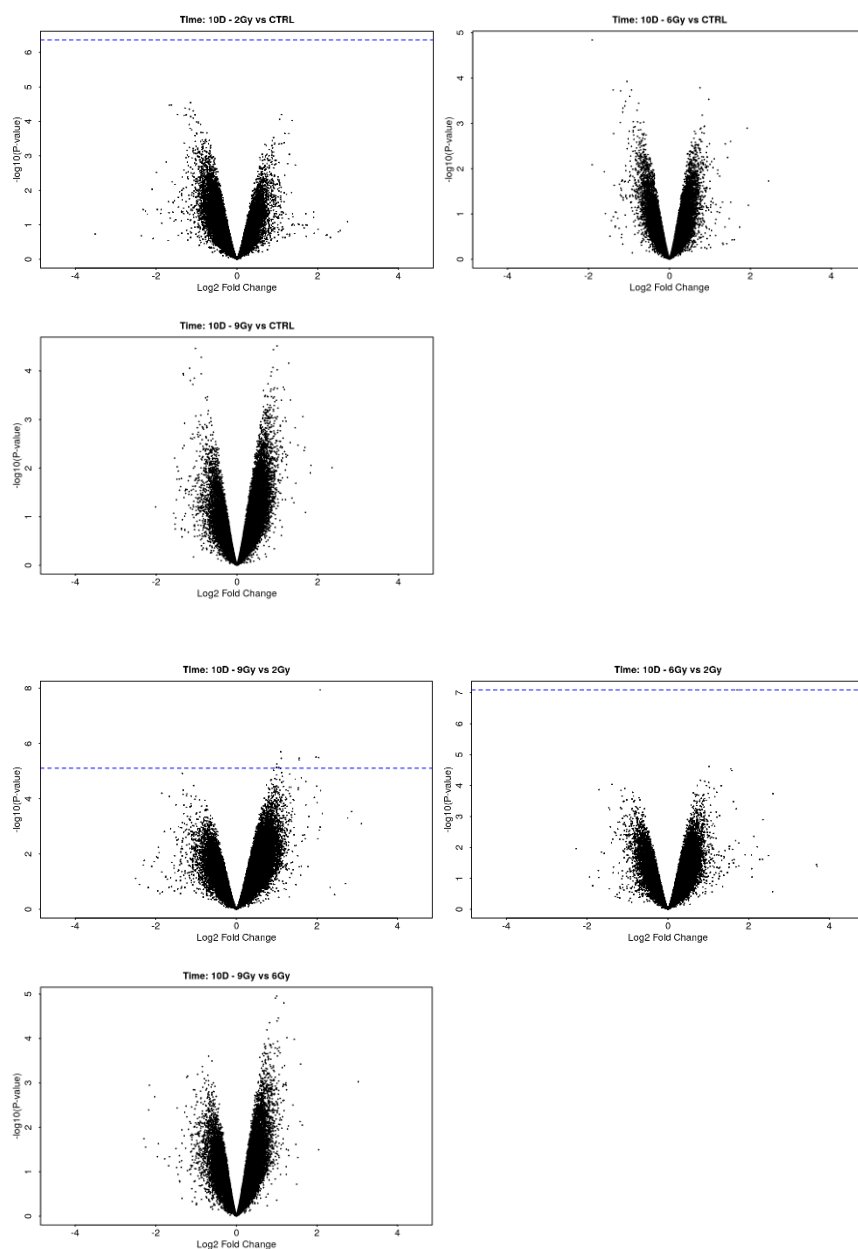 Time: 10D - 2Gy vs CTRL
-log10(P-value)
6
5
4
3
2
1
0
-4 -2 0 2 4
Log2 Fold Change
Time: 10D - 6Gy vs CTRL
-log10(P-value)
5
4
3
2
1
0
-4 -2 0 2 4
Log2 Fold Change
Time: 10D - 9Gy vs CTRL
-log10(P-value)
4
3
2
1
0
-4 -2 0 2 4
Log2 Fold Change
Time: 10D - 9Gy vs 2Gy
-log10(P-value)
8
6
4
2
0
-4 -2 0 2 4
Log2 Fold Change
Time: 10D - 6Gy vs 2Gy
-log10(P-value)
7
6
5
4
3
2
1
0
-4 -2 0 2 4
Log2 Fold Change
Time: 10D - 9Gy vs 6Gy
-log10(P-value)
5
4
3
2
1
0
-4 -2 0 2 4
Log2 Fold Change